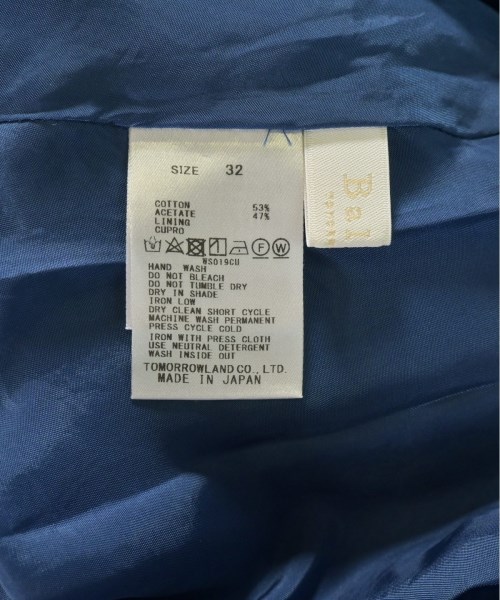 SIZE 32
COTTON 53%
ACETATE 47%
LINING
CUPRO
F W
WS019CU
HAND WASH
DO NOT BLEACH
DO NOT TUMBLE DRY
DRY IN SHADE
IRON LOW
DRY CLEAN SHORT CYCLE
MACHINE WASH PERMANENT
PRESS CYCLE COLD
IRON WITH PRESS CLOTH
USE NEUTRAL DETERGENT
WASH INSIDE OUT
TOMORROWLAND CO., LTD.
MADE IN JAPAN
Bal